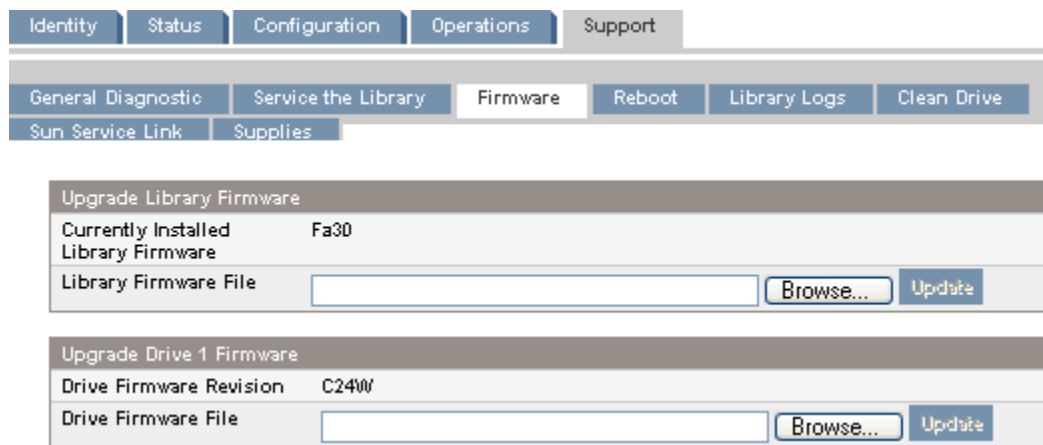 Identity Status Configuration Operations Support
General Diagnostic Service the Library Firmware Reboot Library Logs Clean Drive
Sun Service Link Supplies
Upgrade Library Firmware
Currently Installed Fa30
Library Firmware
Library Firmware File Browse... Update
Upgrade Drive 1 Firmware
Drive Firmware Revision C24W
Drive Firmware File Browse... Update